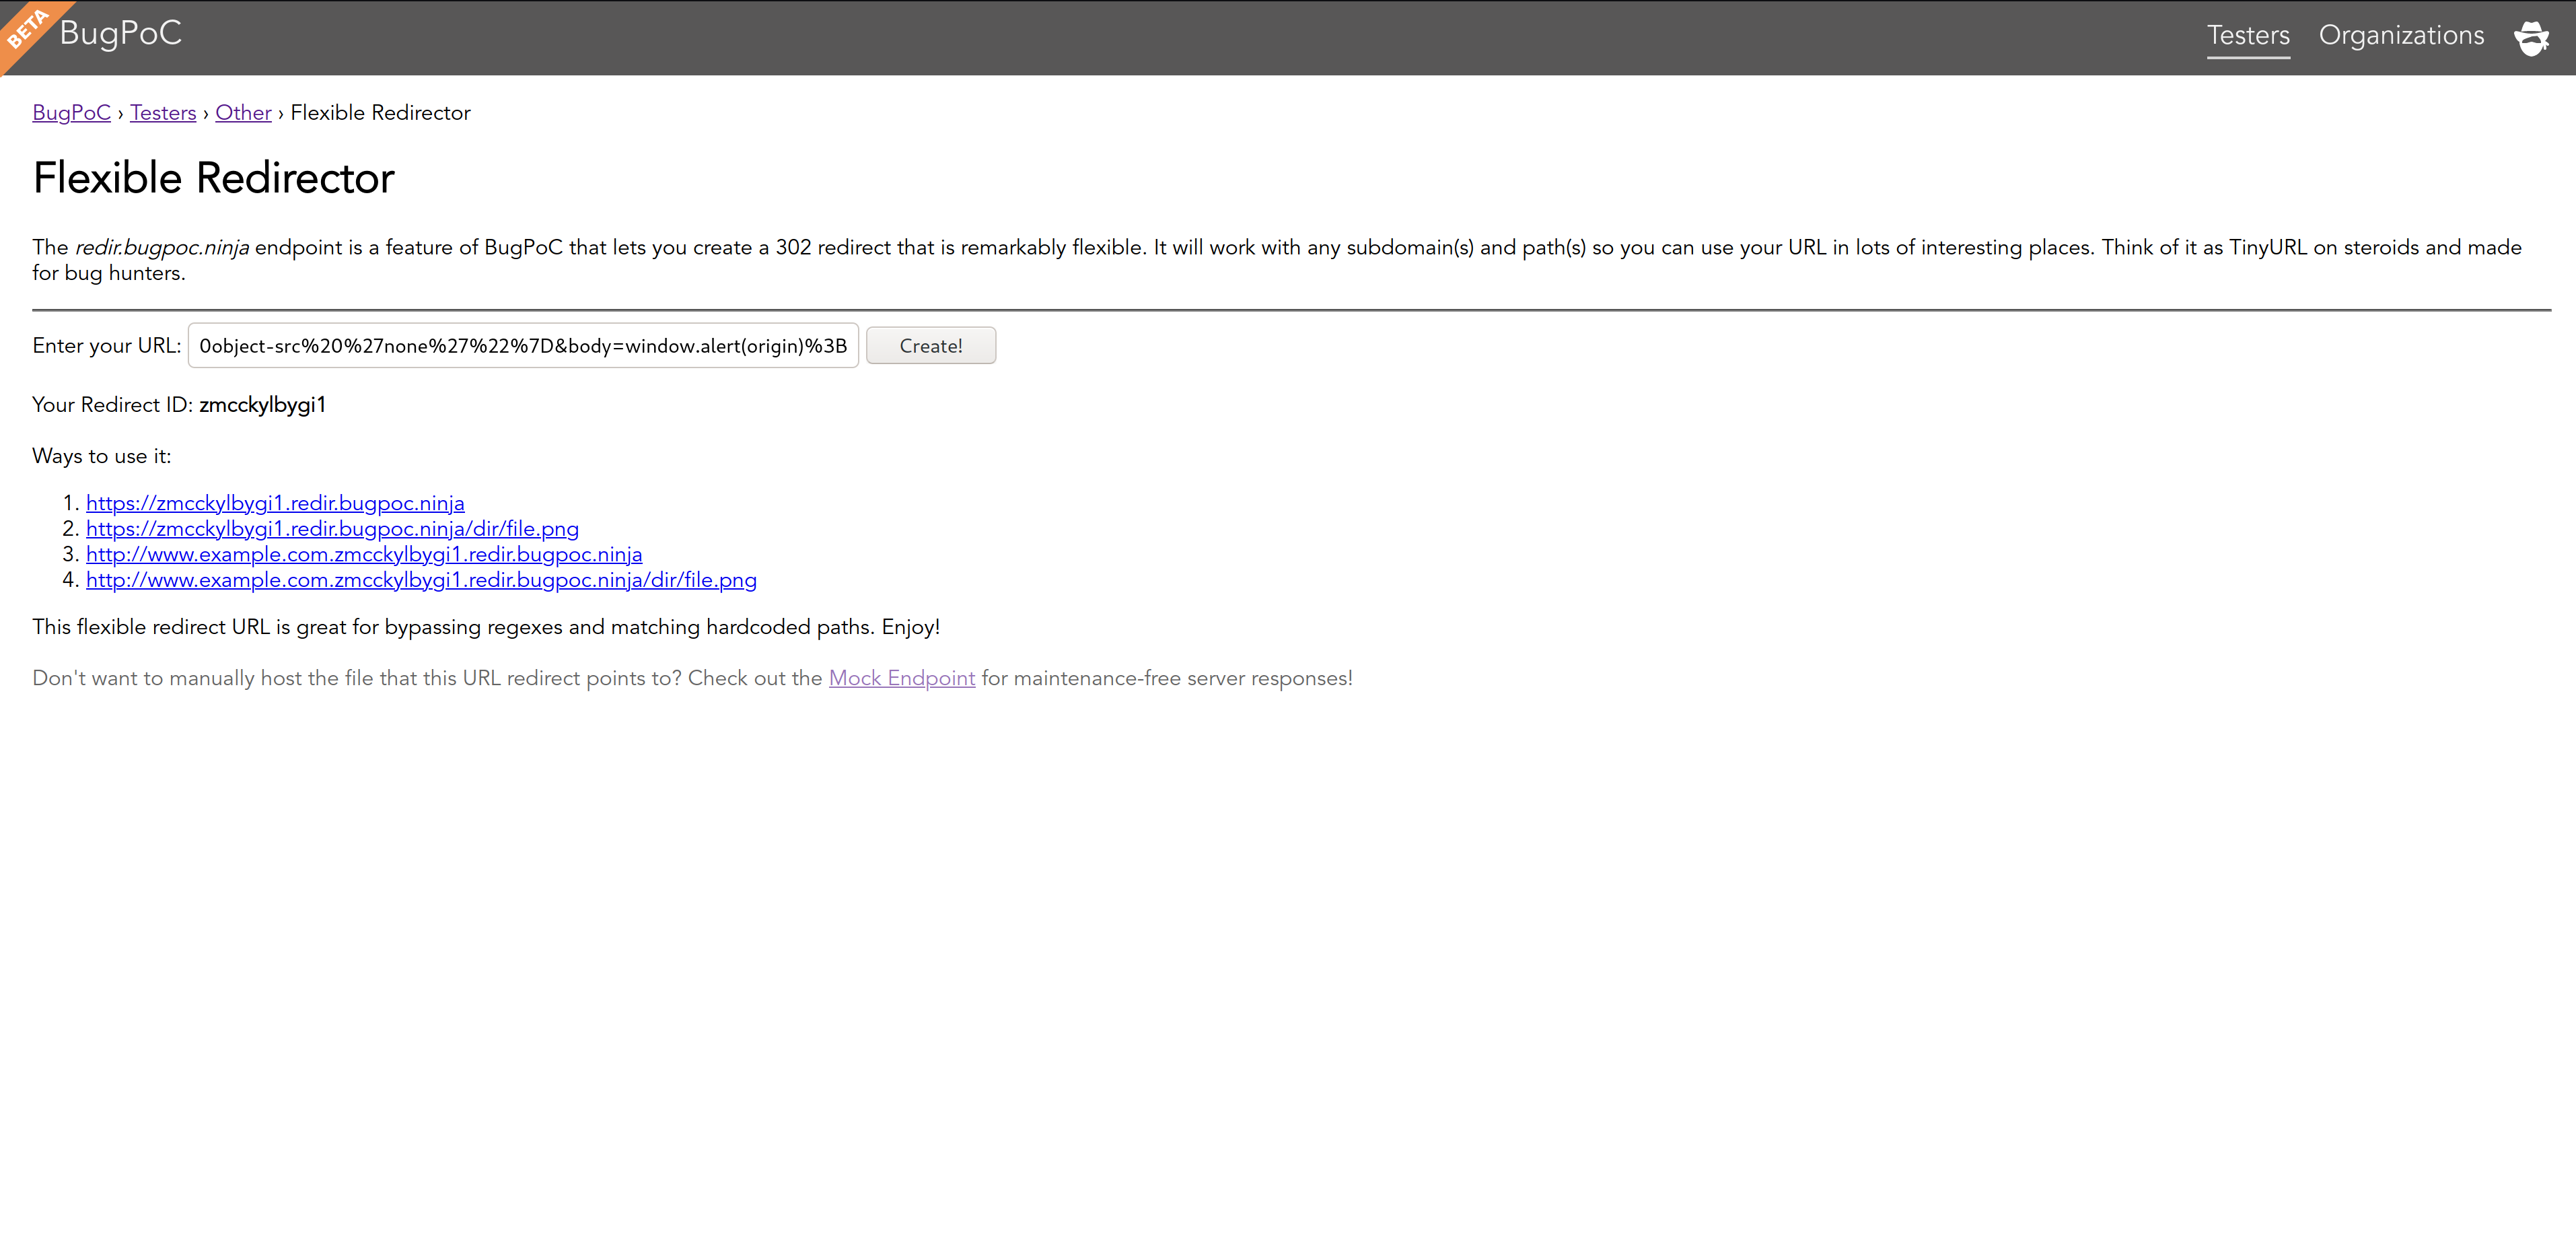 BETA
BugPoC
Testers Organizations
BugPoC › Testers › Other › Flexible Redirector
Flexible Redirector
The redir.bugpoc.ninja endpoint is a feature of BugPoC that lets you create a 302 redirect that is remarkably flexible. It will work with any subdomain(s) and path(s) so you can use your URL in lots of interesting places. Think of it as TinyURL on steroids and made
for bug hunters.
Enter your URL: 0object-src%20%27none%27%22%7D&body=window.alert(origin)%3B Create!
Your Redirect ID: zmcckylbygi1
Ways to use it:
1. https://zmcckylbygi1.redir.bugpoc.ninja
2. https://zmcckylbygi1.redir.bugpoc.ninja/dir/file.png
3. http://www.example.com.zmcckylbygi1.redir.bugpoc.ninja
4. http://www.example.com.zmcckylbygi1.redir.bugpoc.ninja/dir/file.png
This flexible redirect URL is great for bypassing regexes and matching hardcoded paths. Enjoy!
Don't want to manually host the file that this URL redirect points to? Check out the Mock Endpoint for maintenance-free server responses!